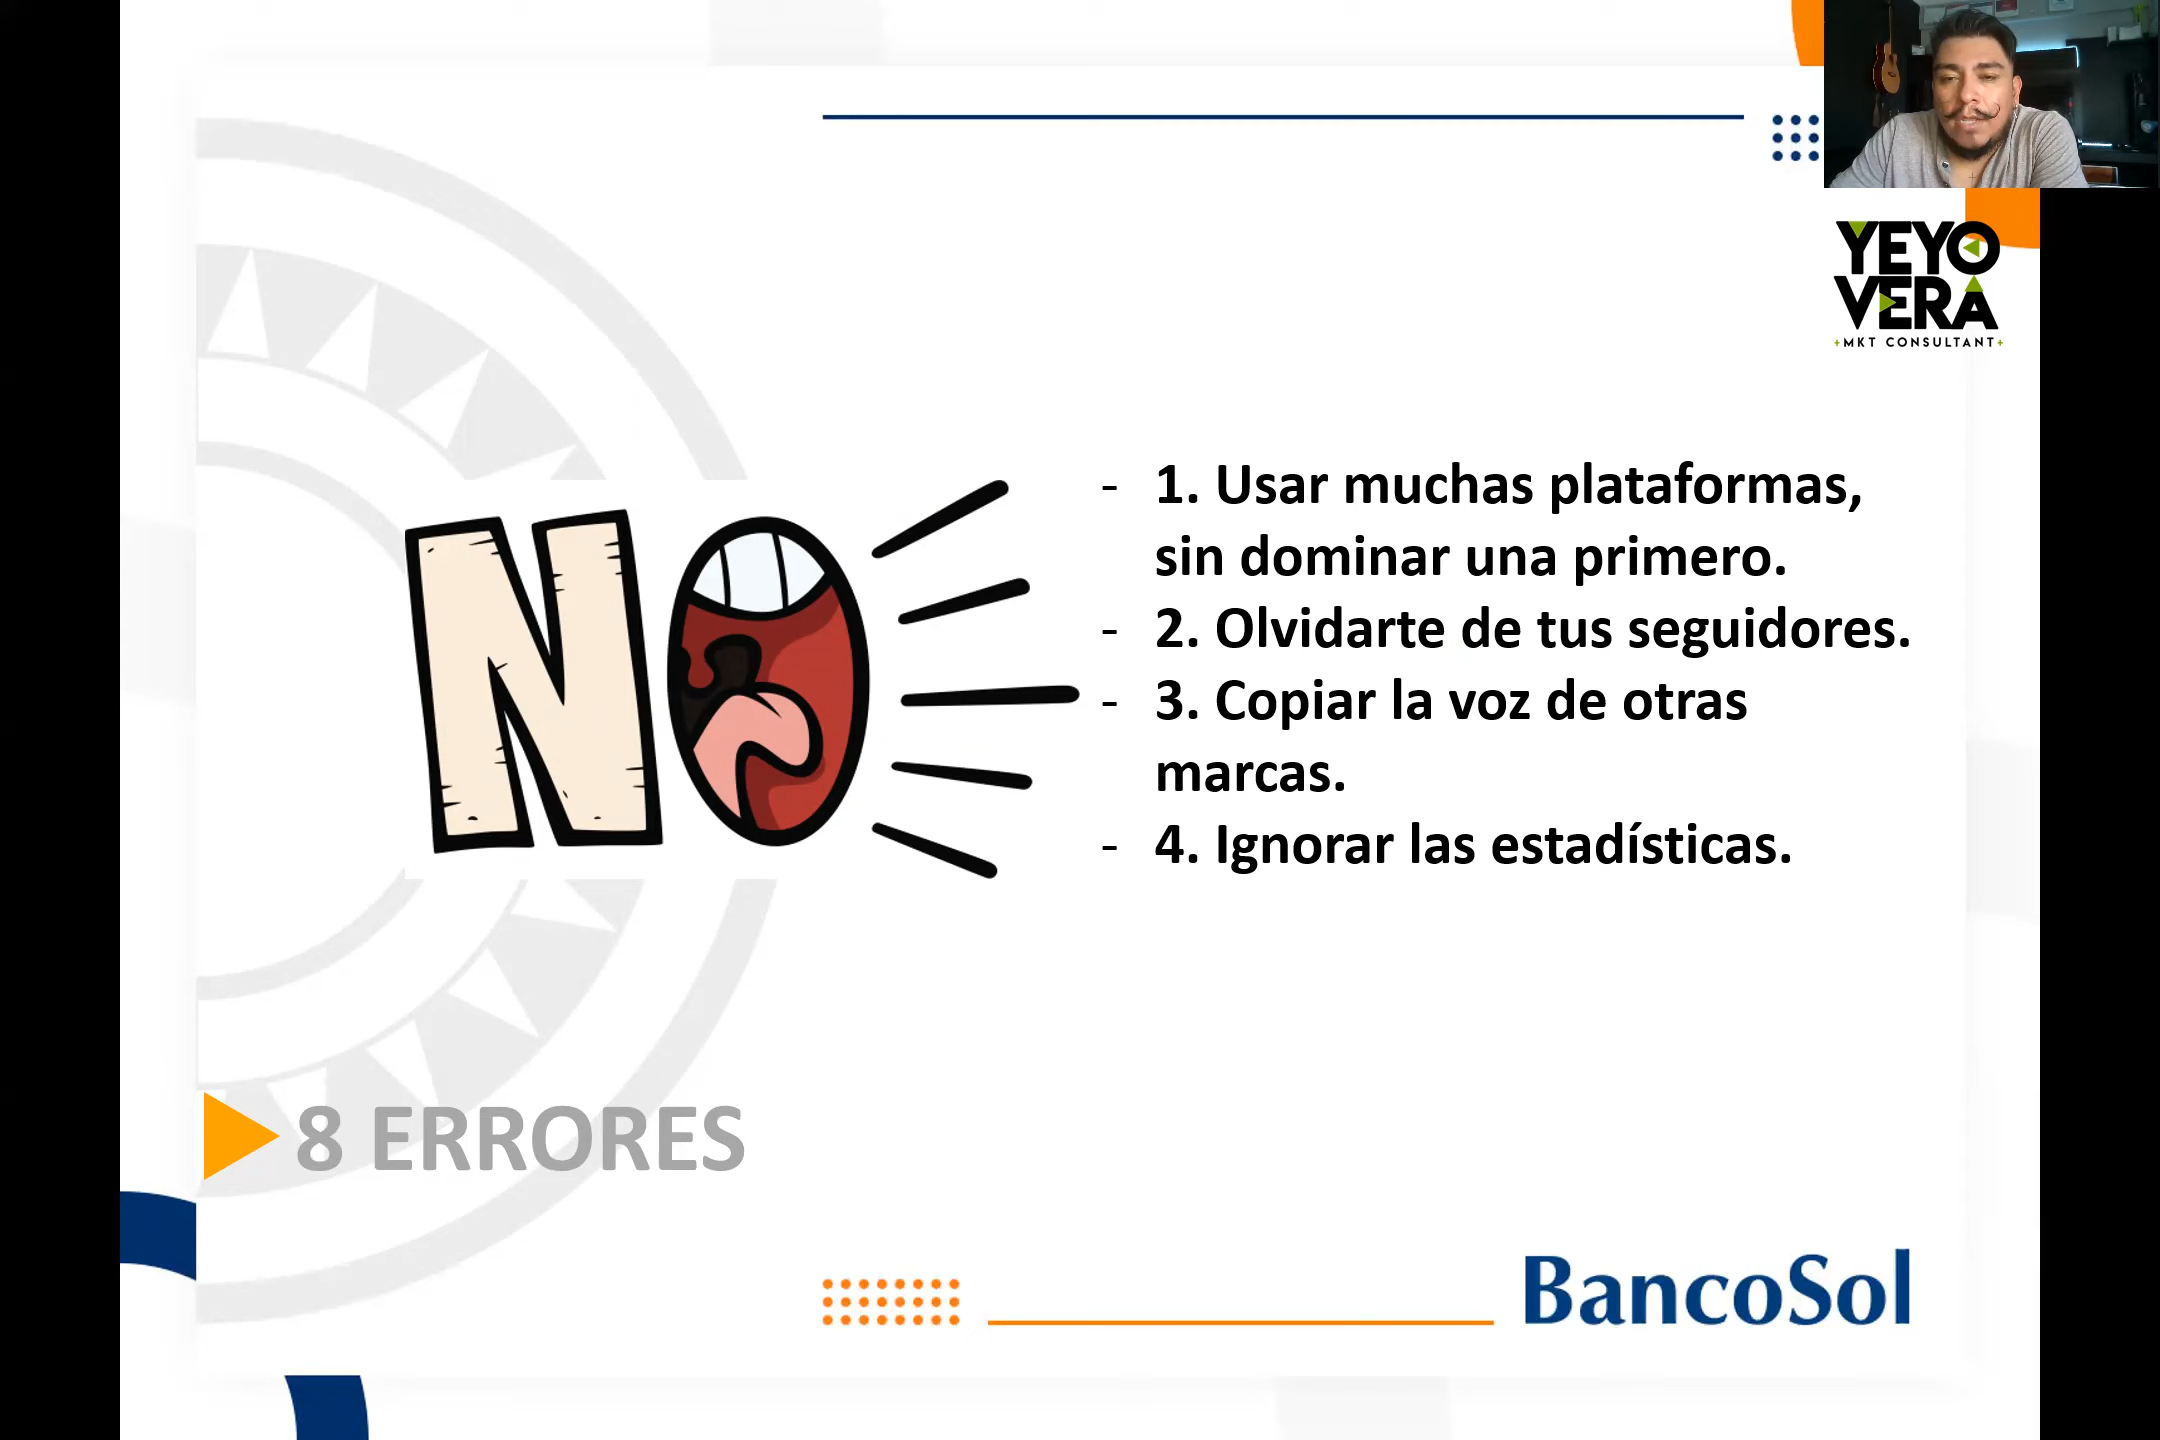 YEYO
VERA
+MKT CONSULTANT+
NO
- 1. Usar muchas plataformas,
sin dominar una primero.
- 2. Olvidarte de tus seguidores.
- 3. Copiar la voz de otras
marcas.
- 4. Ignorar las estadísticas.
8 ERRORES
BancoSol